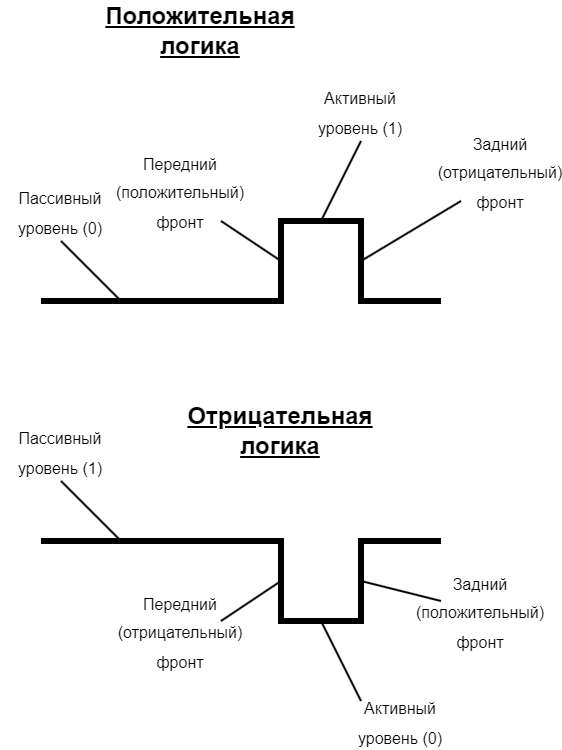 Положительная
логика
Активный
уровень (1)
Задний
(отрицательный)
фронт
Передний
(положительный)
фронт
Пассивный
уровень (0)
Отрицательная
логика
Пассивный
уровень (1)
Передний
(отрицательный)
фронт
Задний
(положительный)
фронт
Активный
уровень (0)